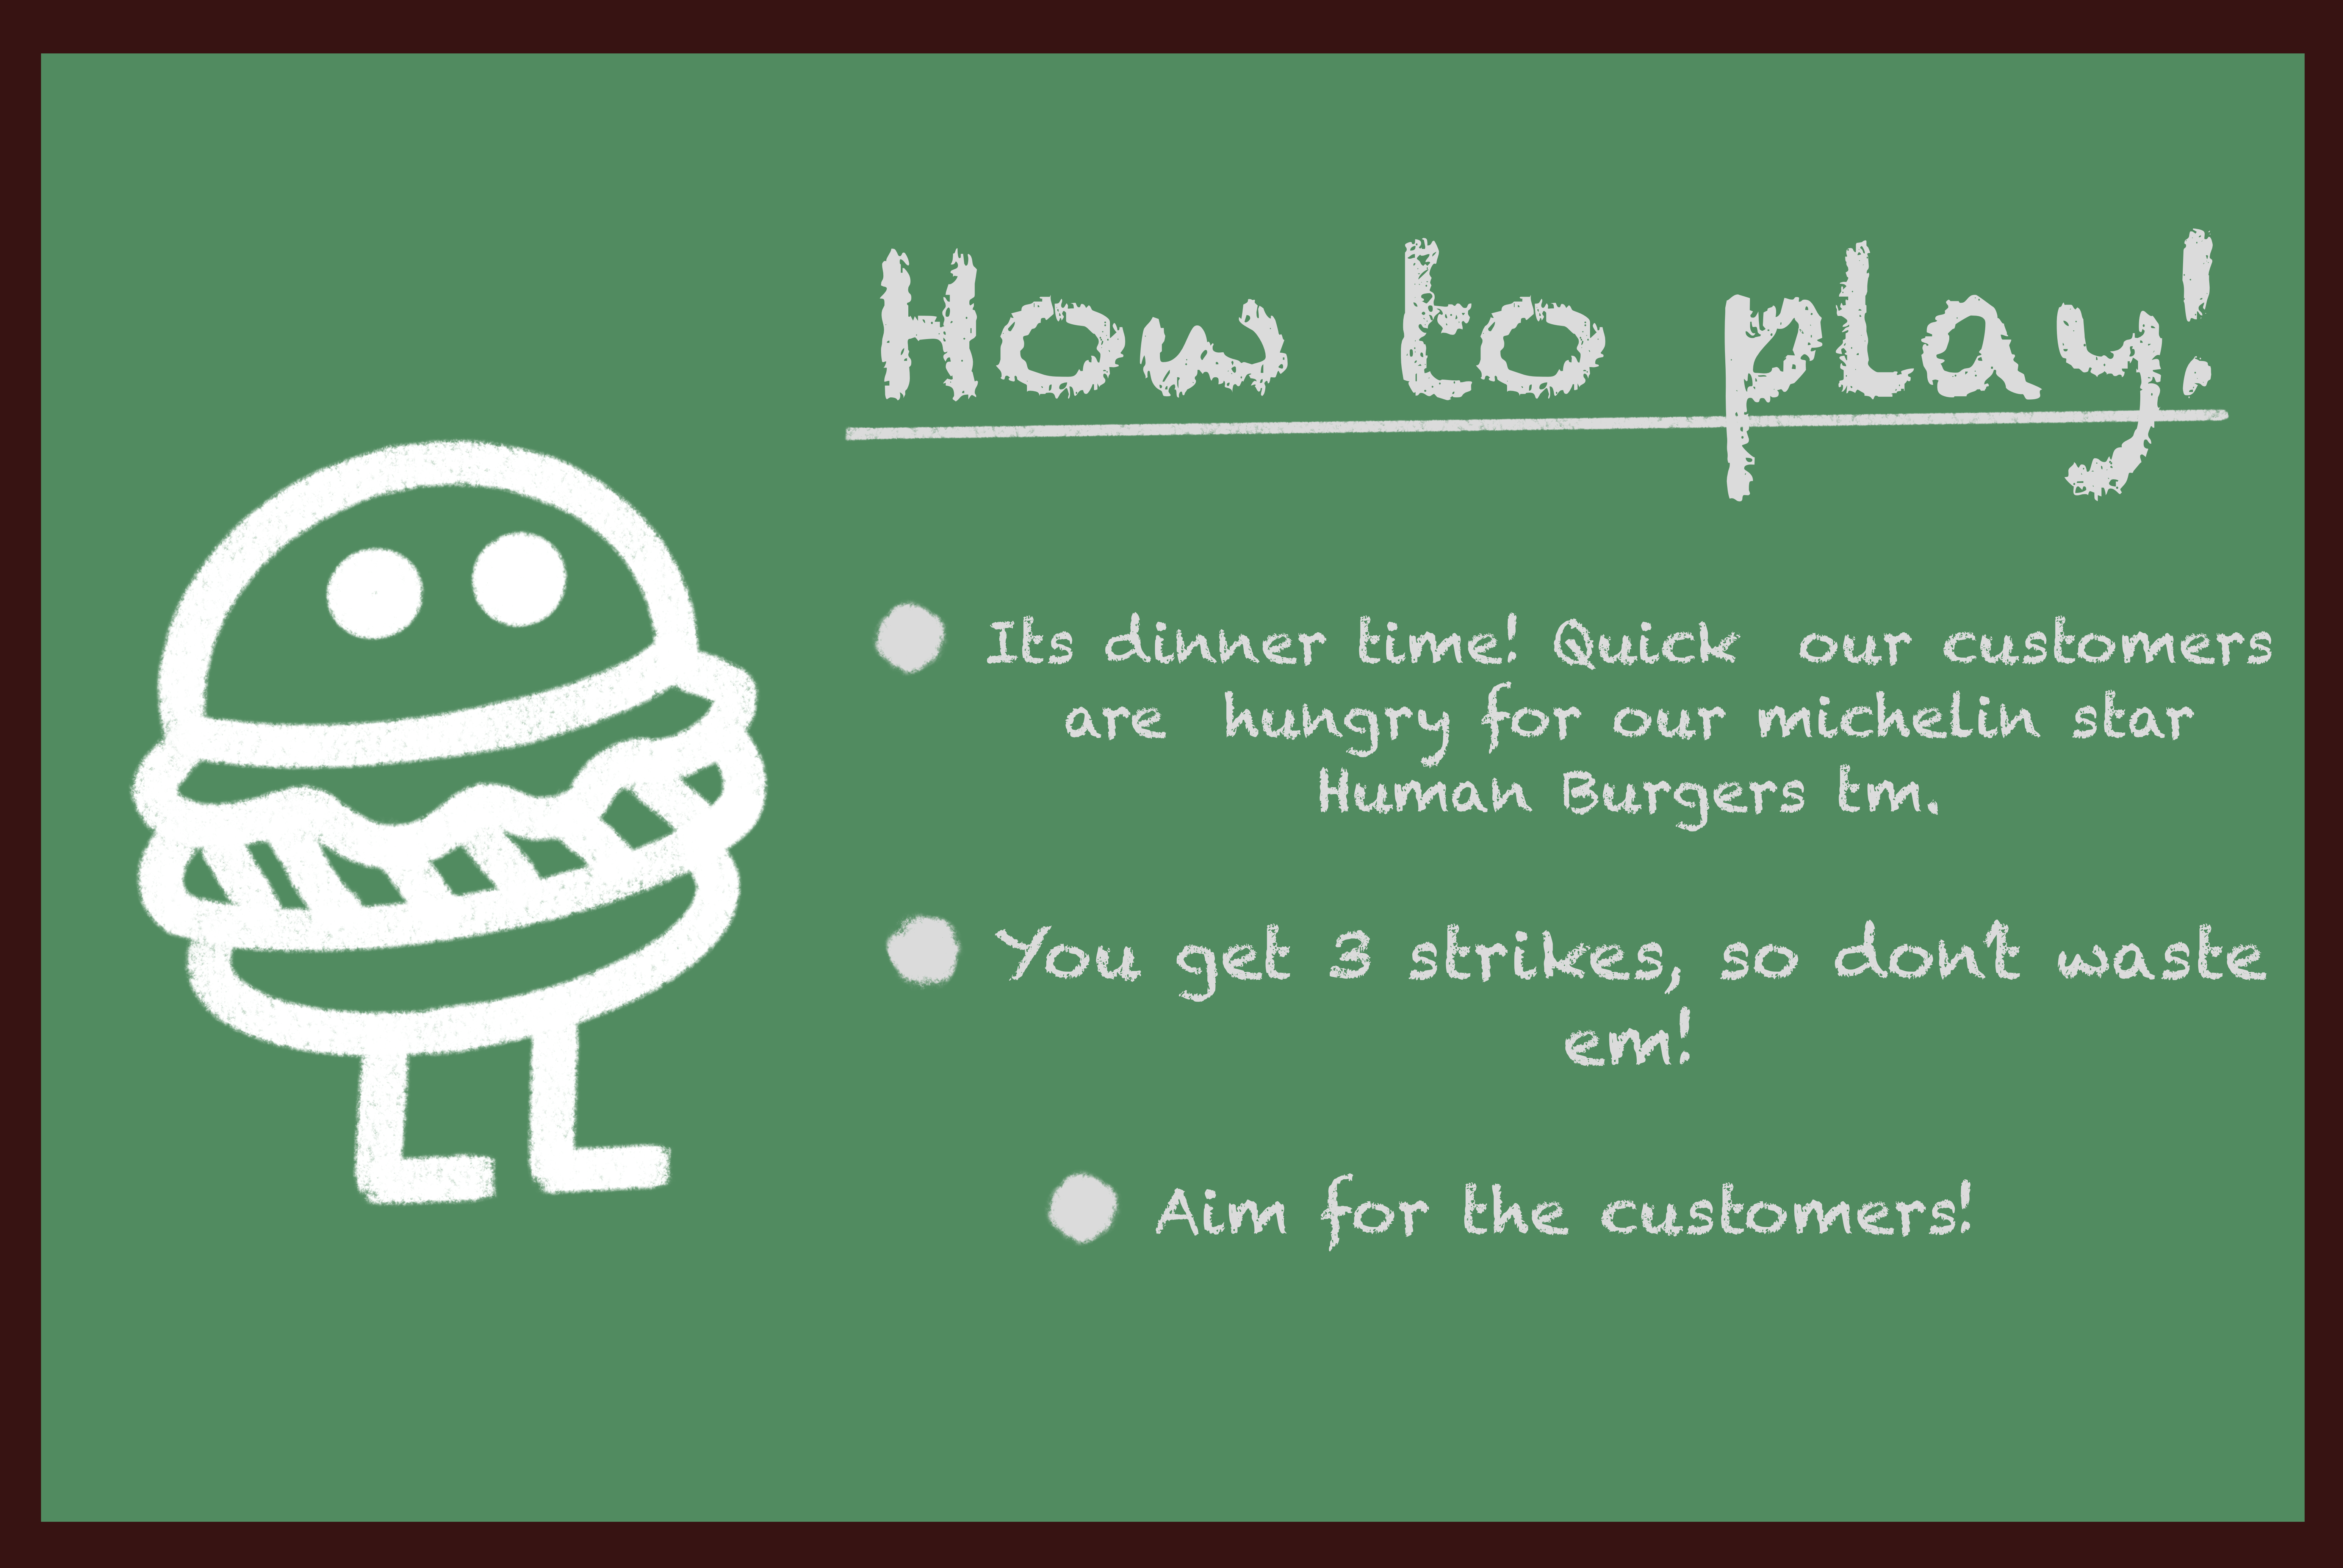 How to play!
Its dinner time! Quick our customers
are hungry for our michelin star
Human Burgers tm.
You get 3 strikes, so don't waste
em!
Aim for the customers!